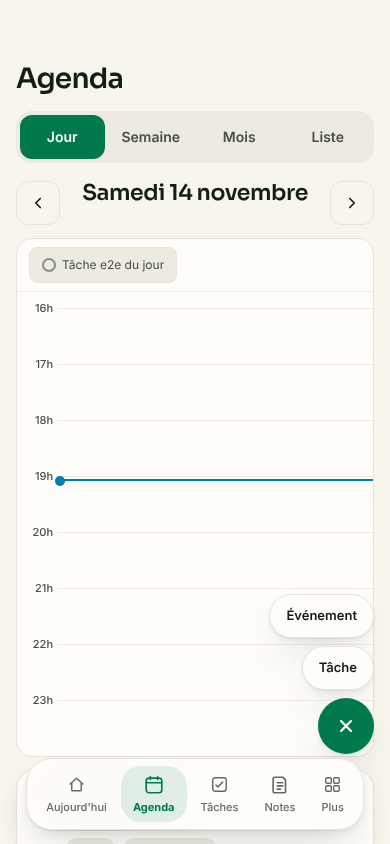 Agenda
Jour Semaine Mois Liste
Samedi 14 novembre
Tâche e2e du jour
16h
17h
18h
19h
20h
21h
Événement
22h
Tâche
23h
Aujourd'hui Agenda Tâches Notes Plus